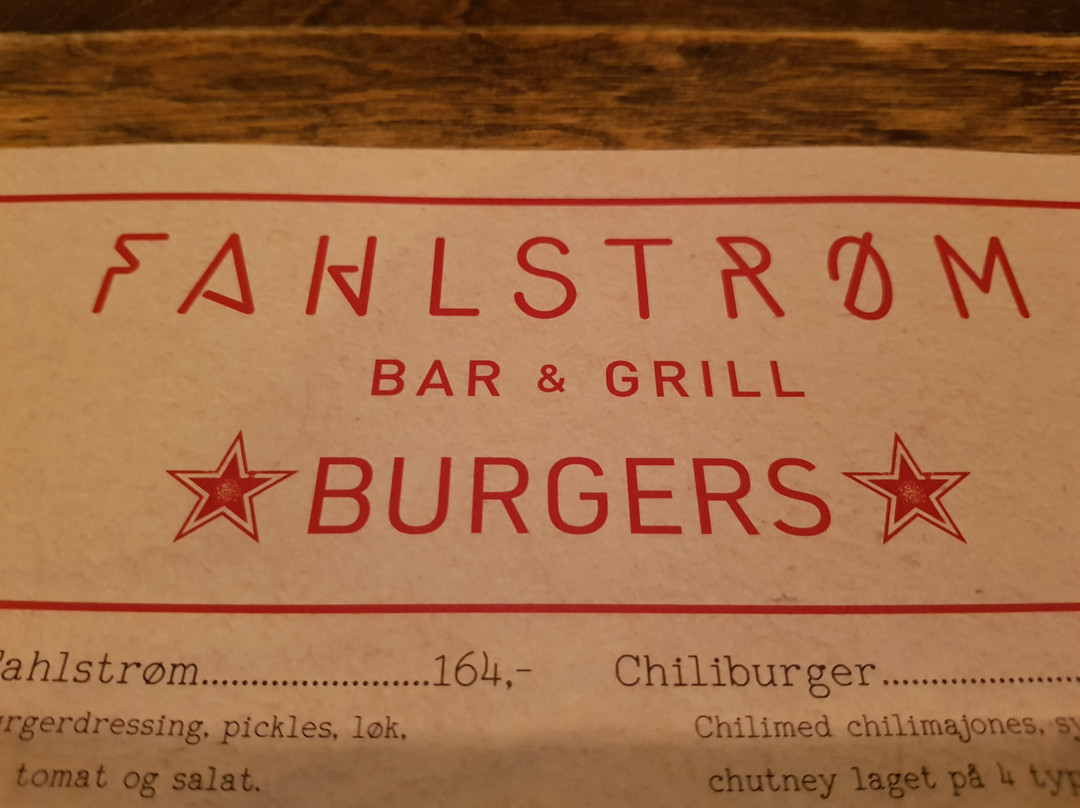 FAHLSTRØM
BAR & GRILL
BURGERS
ahlstrøm......................164,-
rgerdressing, pickles, løk,
tomat og salat.
Chiliburger...................
Chilimed chilimajones,
chutney laget på 4